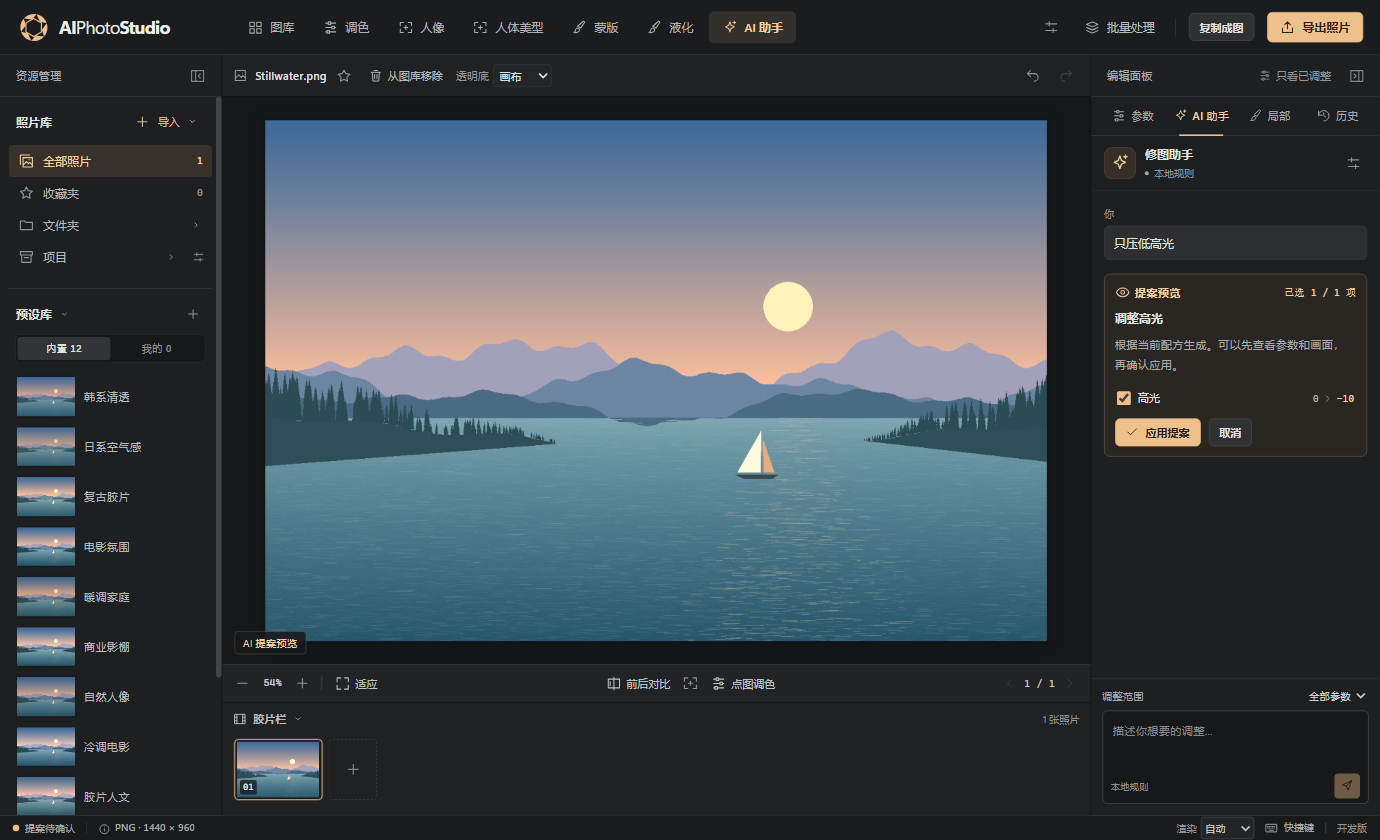 AIPhotoStudio
图库
调色
人像
人体美型
蒙版
液化
AI 助手
批量处理
复制成图
导出照片
资源管理
Stillwater.png
从图库移除
透明底
画布
编辑面板
只看已调整
照片库
导入
全部照片
1
收藏夹
0
文件夹
项目
预设库
内置 12
我的 0
韩系清透
日系空气感
复古胶片
电影氛围
暖调家庭
商业影棚
自然人像
冷调电影
胶片人文
AI 提案预览
54%
适应
前后对比
点图调色
1 / 1
胶片栏
1 张照片
01
参数
AI 助手
局部
历史
修图助手
本地规则
你
只压低高光
提案预览
已选 1 / 1 项
调整高光
根据当前配方生成。可以先查看参数和画面，
再确认应用。
高光
0 > −10
应用提案
取消
调整范围
全部参数
描述你想要的调整...
本地规则
提案待确认
PNG · 1440 × 960
渲染
自动
快捷键
开发版